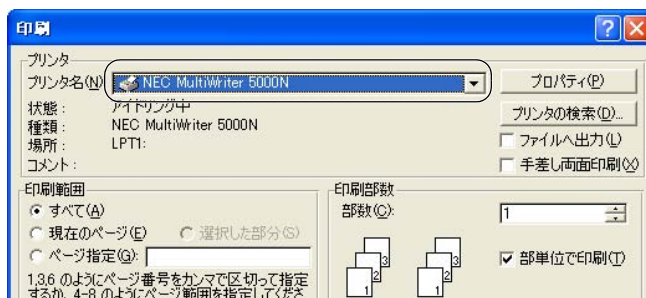 印刷
プリンタ
プリンタ名(N) NEC MultiWriter 5000N プロパティ(P)
状態: アイドリング中 プリンタの検索(D)...
種類: NEC MultiWriter 5000N
場所: LPT1: ファイルへ出力(L)
コメント: 手差し両面印刷(X)
印刷範囲
すべて(A)
現在のページ(E) 選択した部分(S)
ページ指定(G):
1,3,6 のようにページ番号をカンマで区切って指定
するか、4-8 のようにページ範囲を指定してくださ
印刷部数
部数(C): 1
部単位で印刷(T)
3 3
2 2
1 1